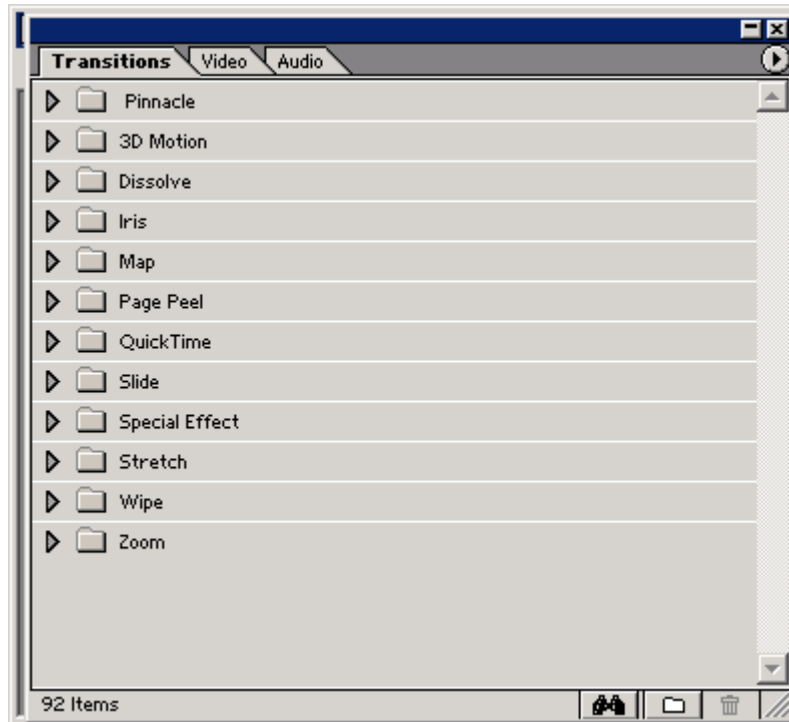 Transitions Video Audio
Pinnacle
3D Motion
Dissolve
Iris
Map
Page Peel
QuickTime
Slide
Special Effect
Stretch
Wipe
Zoom
92 Items